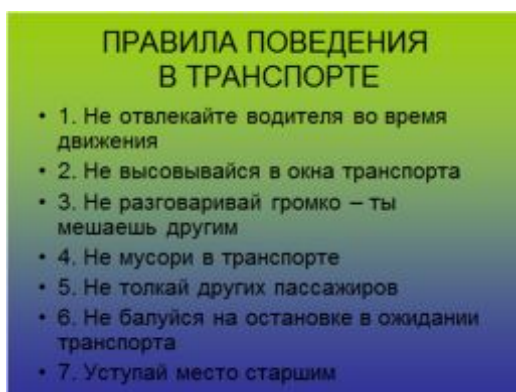 ПРАВИЛА ПОВЕДЕНИЯ
В ТРАНСПОРТЕ
• 1. Не отвлекайте водителя во время
движения
• 2. Не высовывайся в окна транспорта
• 3. Не разговаривай громко – ты
мешаешь другим
• 4. Не мусори в транспорте
• 5. Не толкай других пассажиров
• 6. Не балуйся на остановке в ожидании
транспорта
• 7. Уступай место старшим